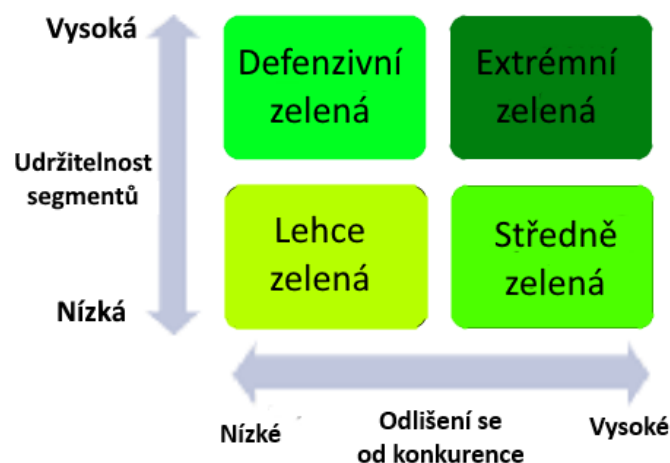 Vysoká
Defenzivní
zelená
Extrémní
zelená
Udržitelnost
segmentů
Lehce
zelená
Středně
zelená
Nízká
Nízké
Odlišení se
od konkurence
Vysoké